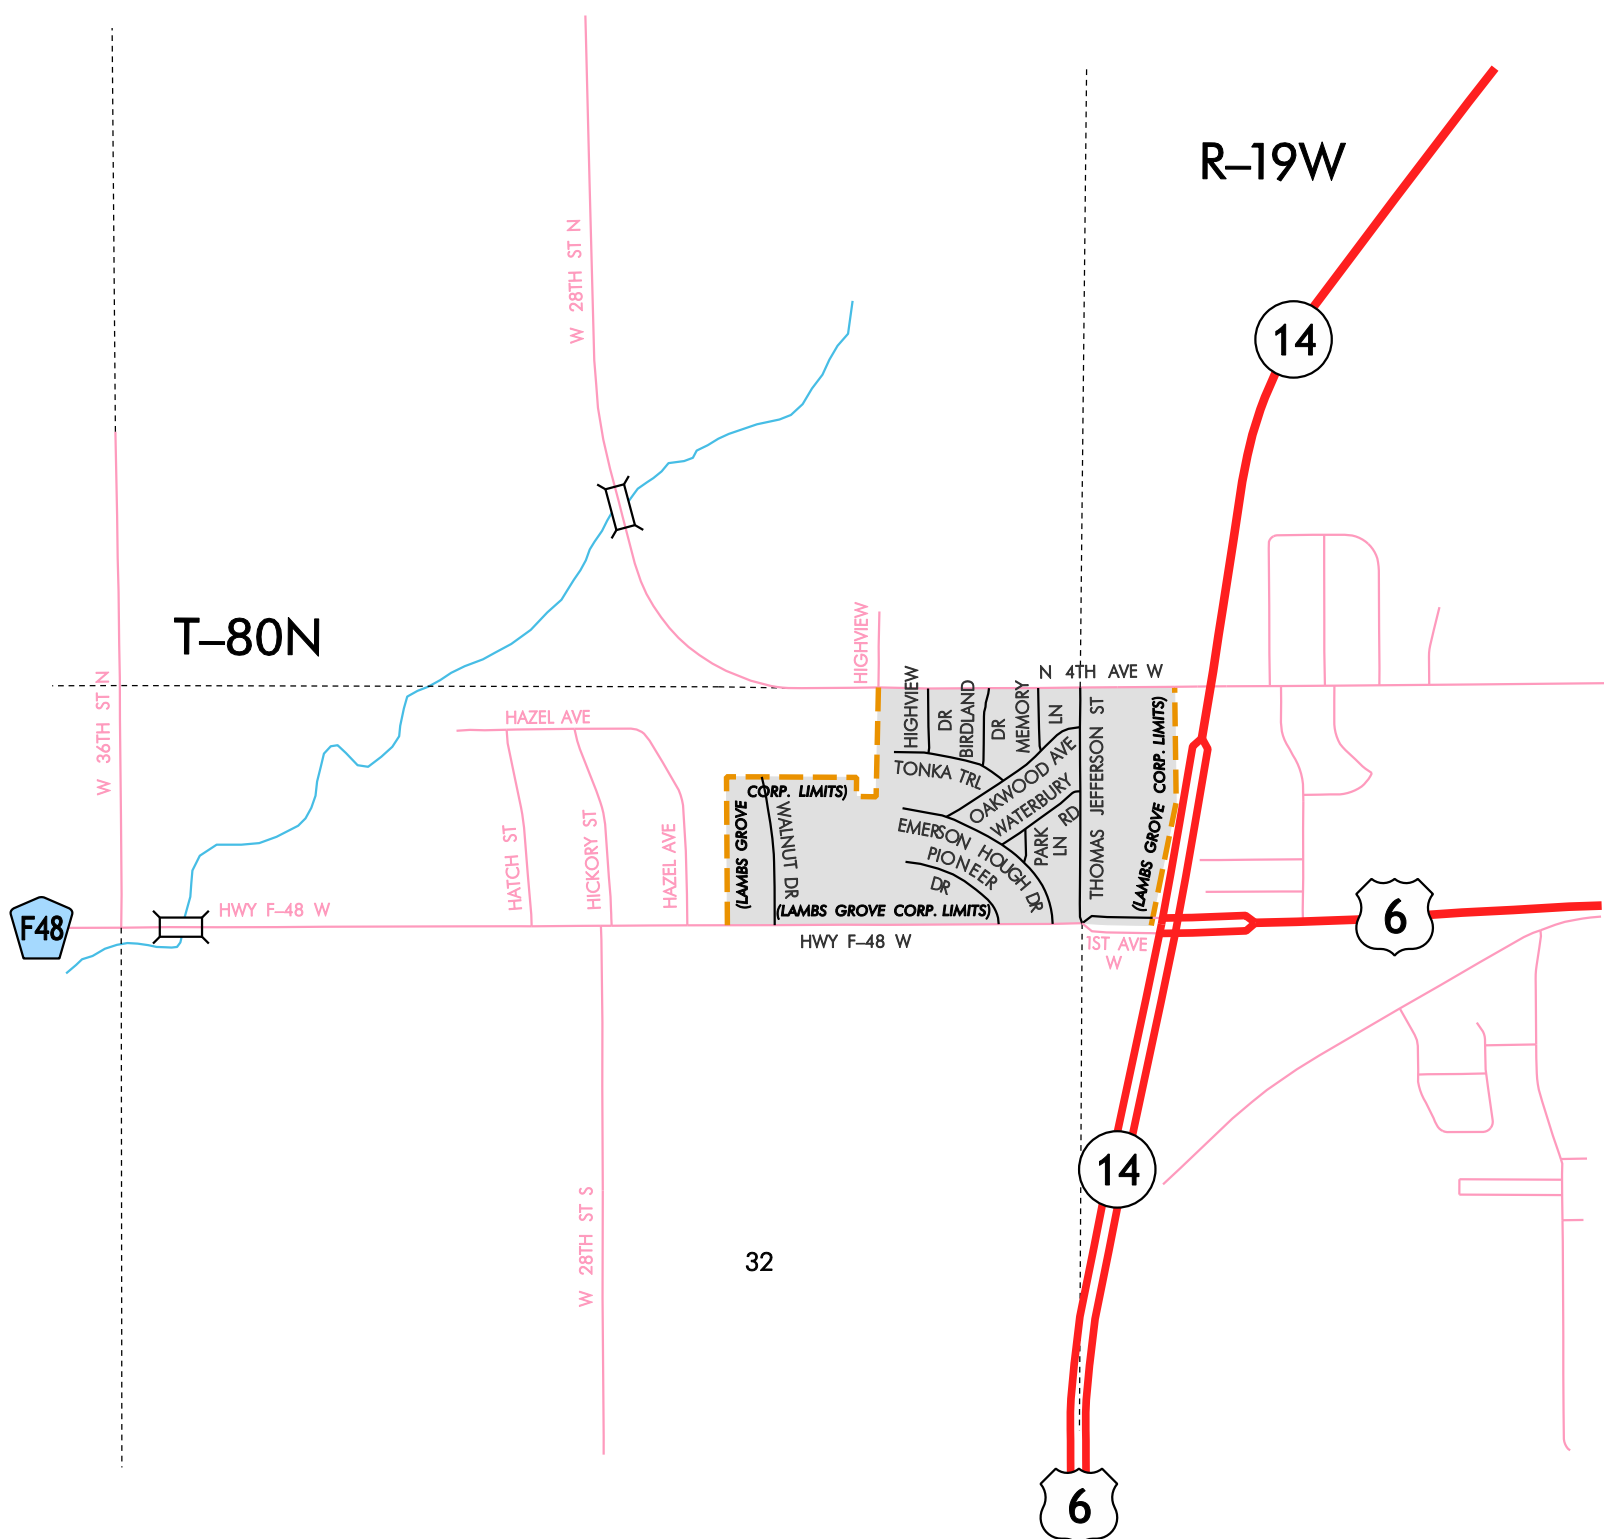 R–19W
W 28TH ST N
14
T–80N
HIGHVIEW
N 4TH AVE W
W 36TH ST N
HAZEL AVE
HIGHVIEW
DR
BIRDLAND
DR
MEMORY
LN
THOMAS JEFFERSON ST
(LAMBS GROVE CORP. LIMITS)
TONKA TRL
OAKWOOD AVE
WATERBURY
RD
CORP. LIMITS)
(LAMBS GROVE
WALNUT DR
EMERSON HOUGH DR
PARK
LN
PIONEER
DR
HATCH ST
HICKORY ST
HAZEL AVE
HWY F–48 W
(LAMBS GROVE CORP. LIMITS)
F48
6
HWY F–48 W
1ST AVE
W
14
W 28TH ST S
32
6